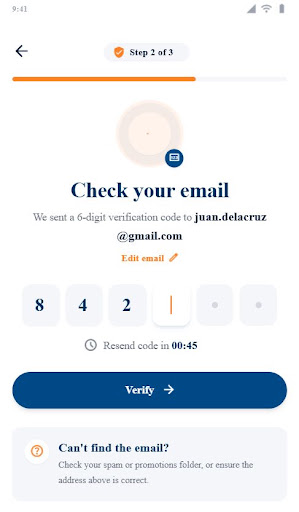 9:41
Step 2 of 3
Check your email
We sent a 6-digit verification code to juan.delacruz
@gmail.com
Edit email
8 4 2
Resend code in 00:45
Verify
Can't find the email?
Check your spam or promotions folder, or ensure the
address above is correct.